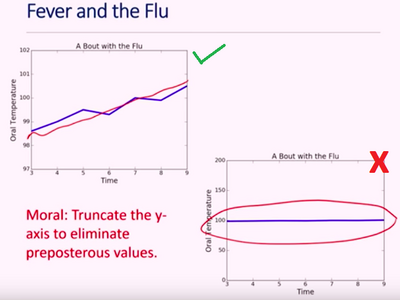 Fever and the Flu
A Bout with the Flu
102
101
100
99
98
97
Oral Temperature
3 4 5 6 7 8 9
Time
X
A Bout with the Flu
200
150
100
50
0
Oral Temperature
3 4 5 6 7 8 9
Time
Moral: Truncate the y-
axis to eliminate
preposterous values.